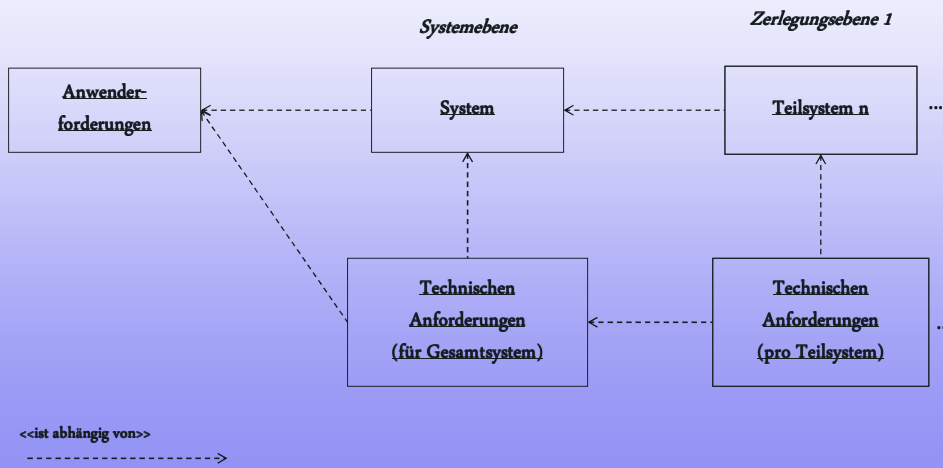 Systemebene
Zerlegungsebene 1
Anwender-
forderungen
System
Teilsystem n
...
Technischen
Anforderungen
(für Gesamtsystem)
Technischen
Anforderungen
(pro Teilsystem)
...
<<ist abhängig von>>